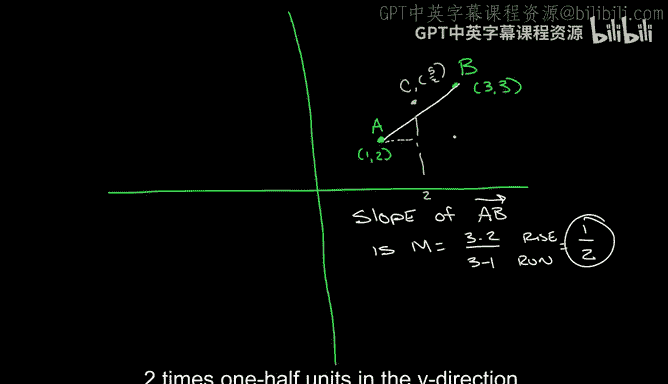 GPT中英字幕课程资源@bilibili.com
GPT中英字幕课程资源 bilibili
B
C, (5/2)
(3,3)
A
(1,2)
2
SLOPE of AB
is M= 3-2 RISE = 1
3-1 RUN 2
2 times one-half units in the y-direction